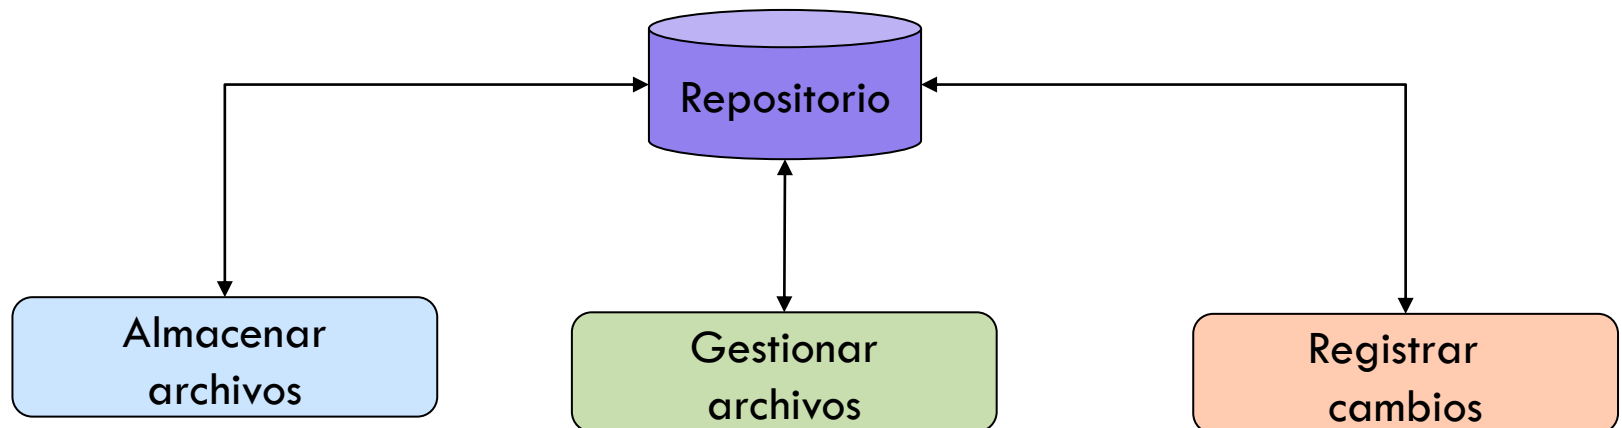 Repositorio
Almacenar
archivos
Gestionar
archivos
Registrar
cambios